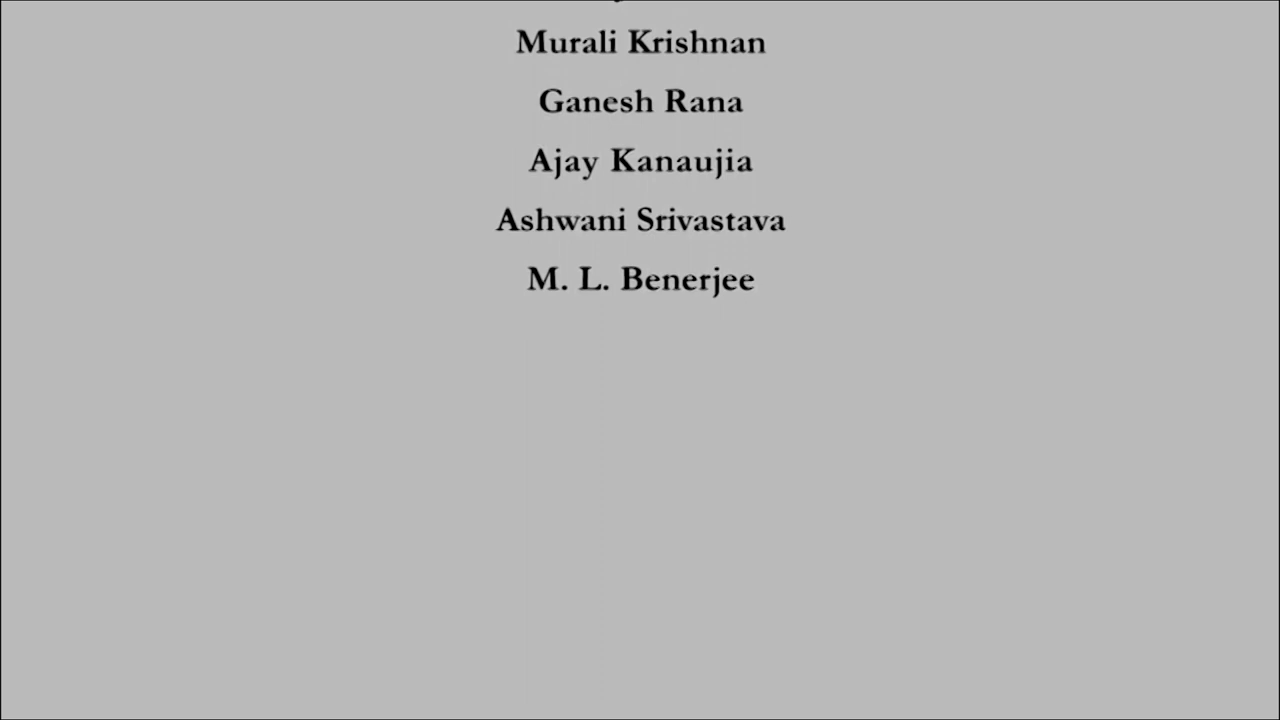 Murali Krishnan
Ganesh Rana
Ajay Kanaujia
Ashwani Srivastava
M. L. Benerjee